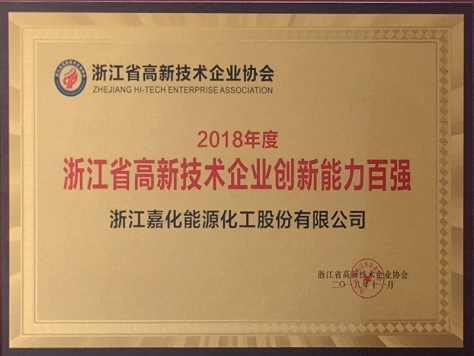 浙江省高新技术企业协会
ZHEJIANG HI-TECH ENTERPRISE ASSOCIATION
2018年度
浙江省高新技术企业创新能力百强
浙江嘉化能源化工股份有限公司
浙江省高新技术企业协会
二〇一八年十一月